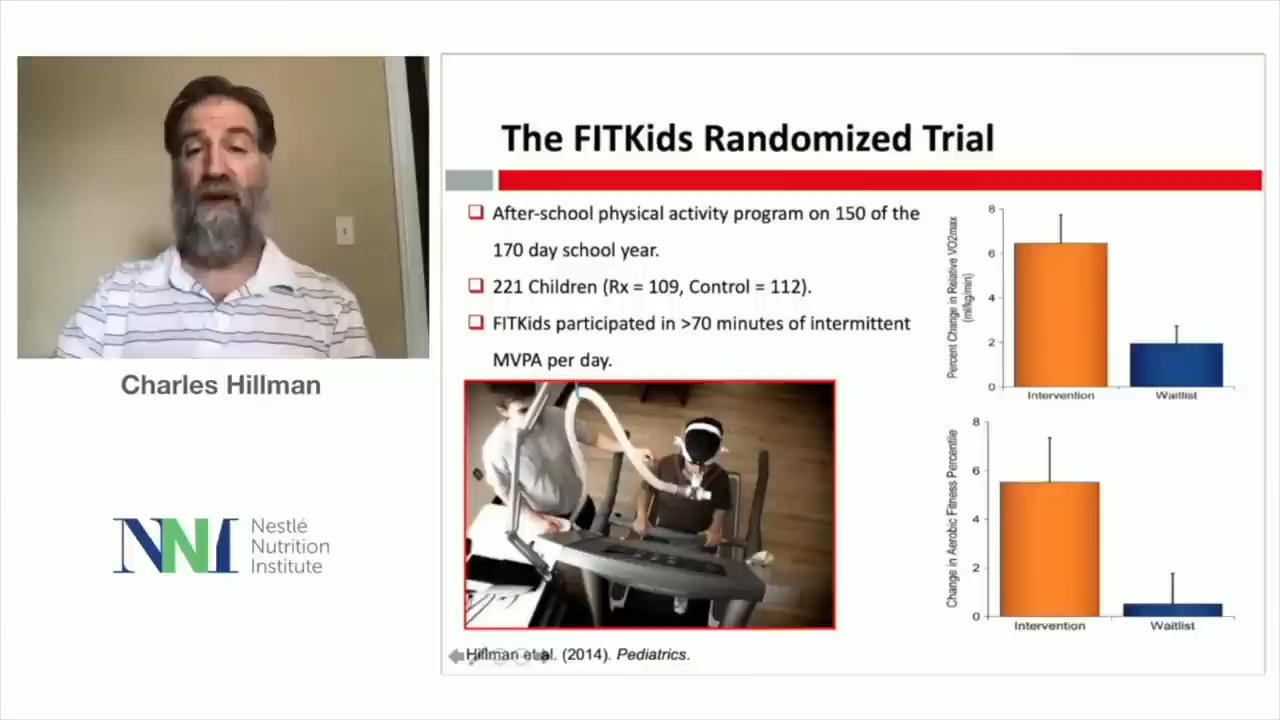 The FITKids Randomized Trial
After-school physical activity program on 150 of the
170 day school year.
221 Children (Rx = 109, Control = 112).
FITKids participated in >70 minutes of intermittent
MVPA per day.
Hillman et al. (2014). Pediatrics.
8
6
4
2
0
Percent Change in Relative VO2max
(ml/kg/min)
Intervention Waitlist
8
6
4
2
0
Change in Aerobic Fitness Percentile
Intervention Waitlist
Charles Hillman
NNI
Nestlé
Nutrition
Institute